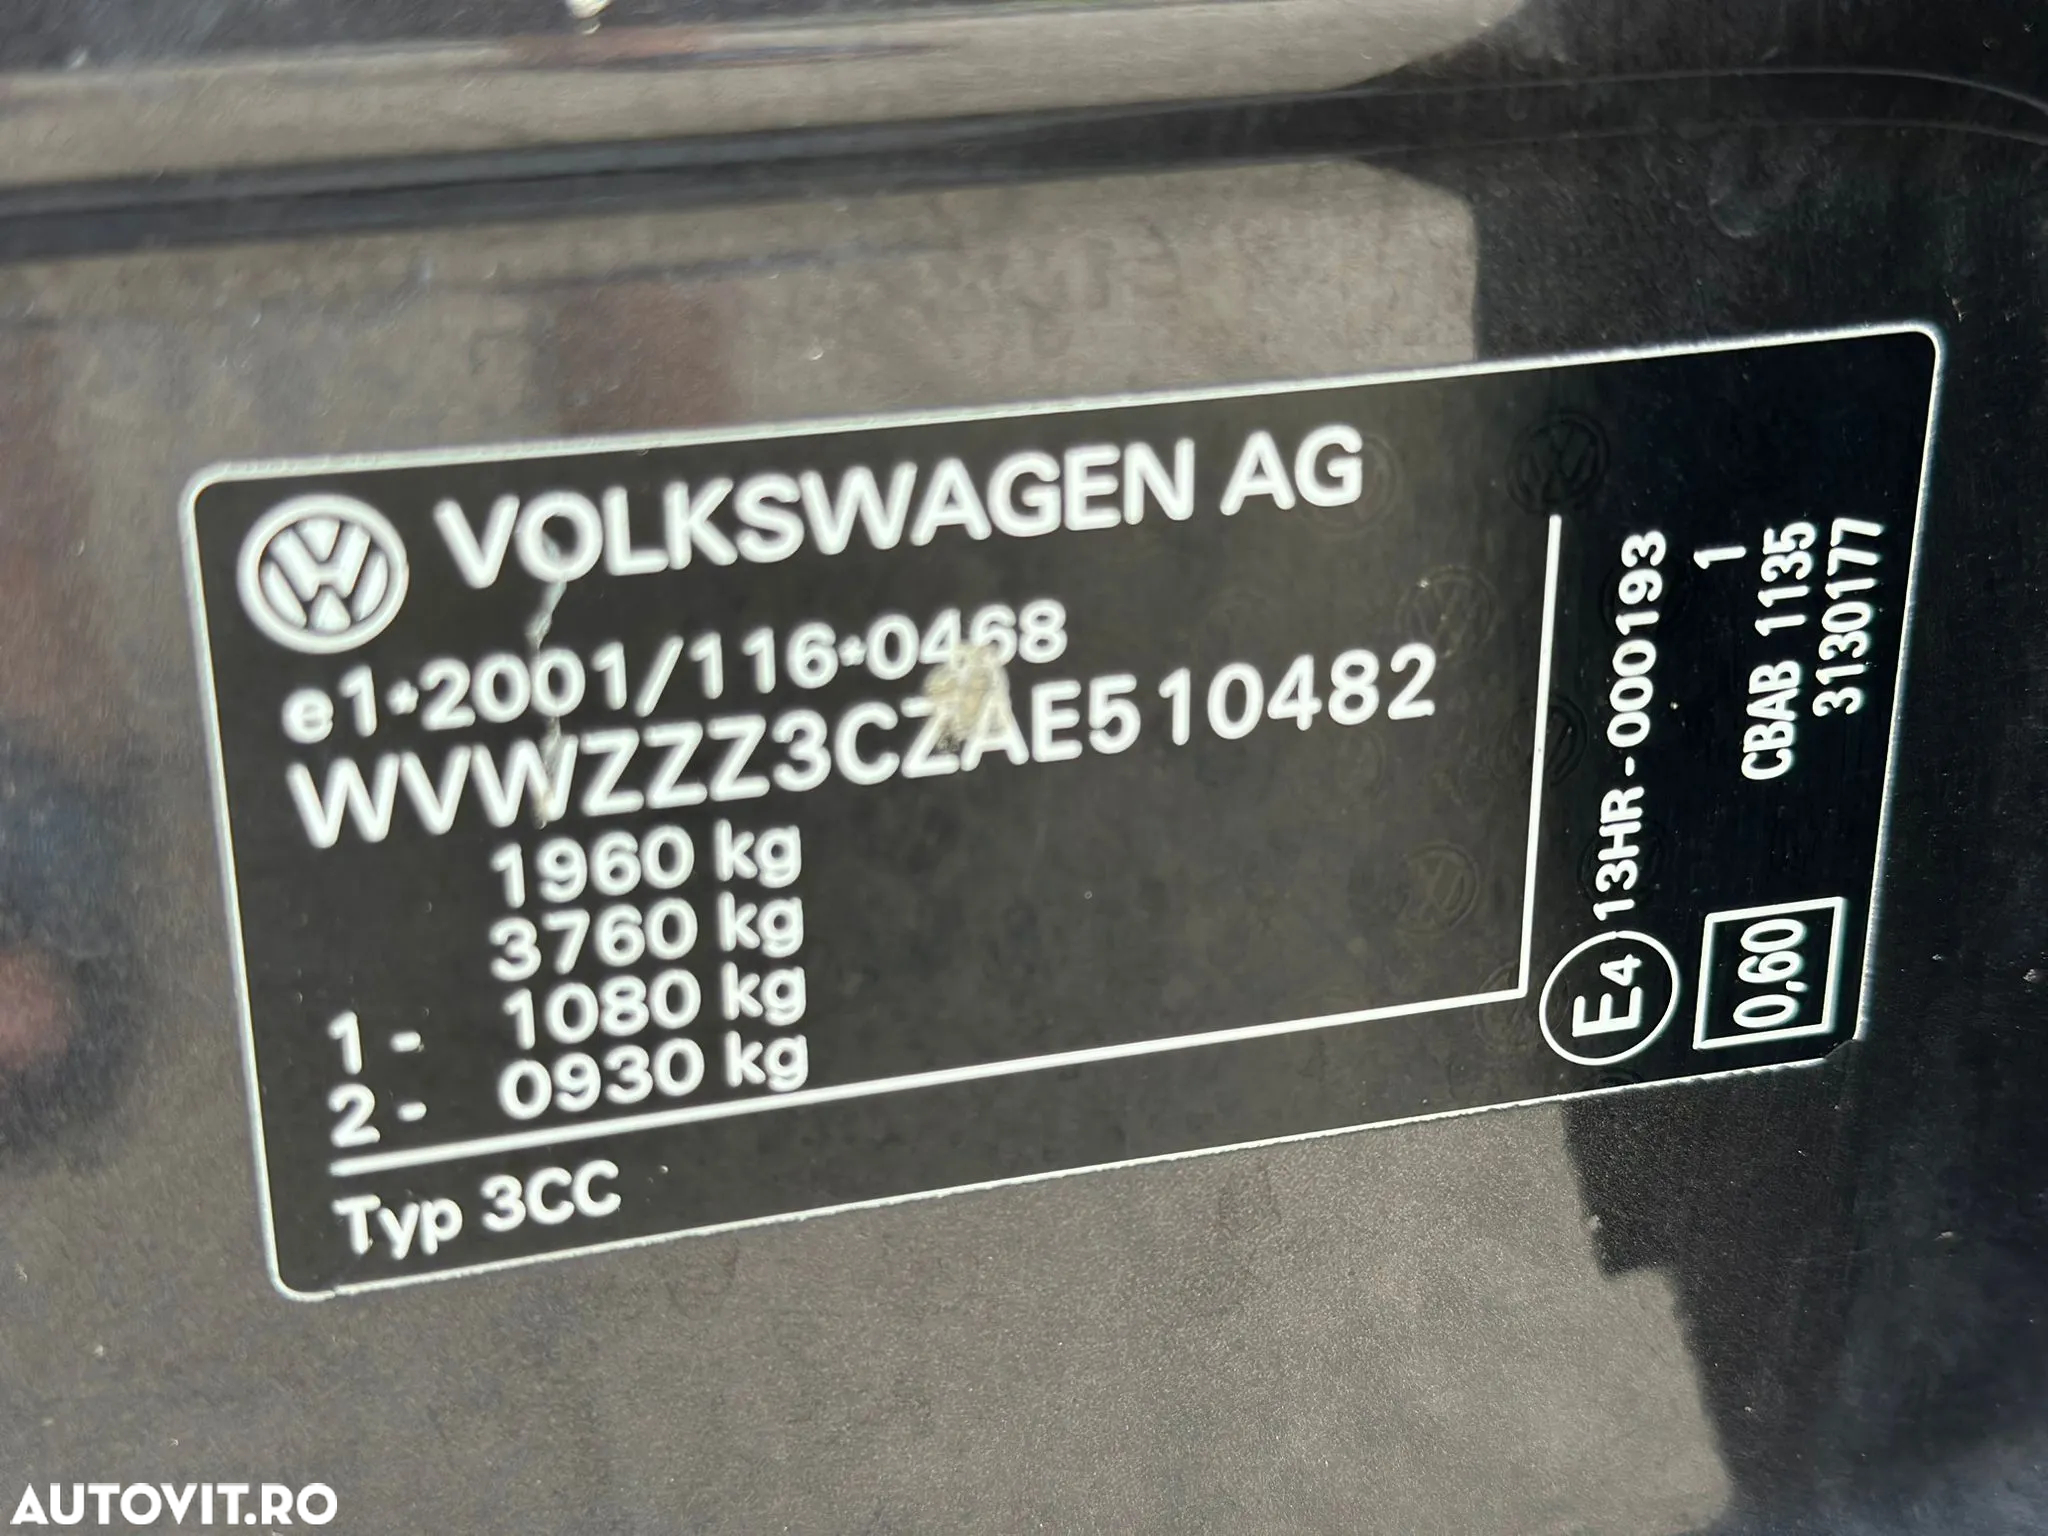 VOLKSWAGEN AG
e1*2001/116*0468
WVWZZZ3CZAE510482
1960 kg
3760 kg
1 - 1080 kg
2 - 0930 kg
Typ 3CC
E4 13HR - 000193
1
CBAB 1135
3130177
0,60
AUTOVIT.RO